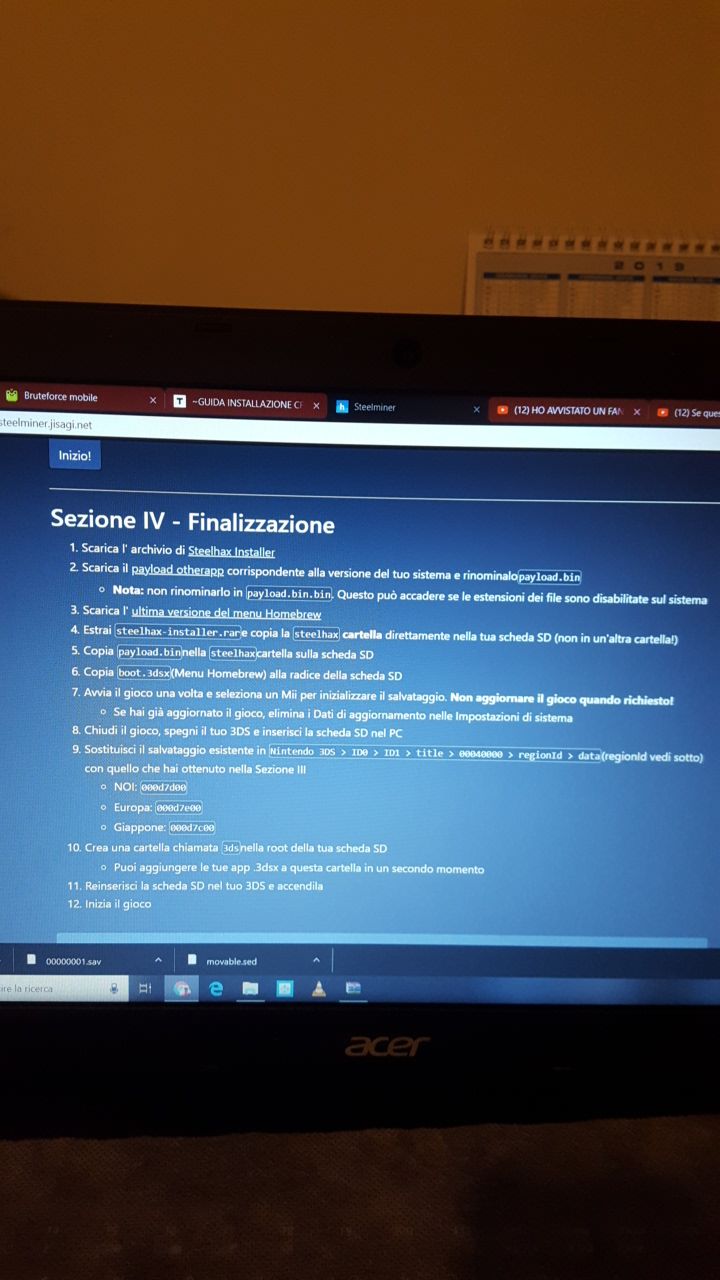 2019
Bruteforce mobile
~GUIDA INSTALLAZIONE CF
Steelminer
(12) HO AVVISTATO UN FAN
(12) Se ques
steelminer.jisagi.net
Inizio!
Sezione IV - Finalizzazione
1. Scarica l' archivio di Steelhax Installer
2. Scarica il payload otherapp corrispondente alla versione del tuo sistema e rinominalo payload.bin
Nota: non rinominarlo in payload.bin.bin. Questo può accadere se le estensioni dei file sono disabilitate sul sistema
3. Scarica l' ultima versione del menu Homebrew
4. Estrai steelhax-installer.rar e copia la steelhax cartella direttamente nella tua scheda SD (non in un'altra cartella!)
5. Copia payload.bin nella steelhax cartella sulla scheda SD
6. Copia boot.3dsx (Menu Homebrew) alla radice della scheda SD
7. Avvia il gioco una volta e seleziona un Mii per inizializzare il salvataggio. Non aggiornare il gioco quando richiesto!
Se hai già aggiornato il gioco, elimina i Dati di aggiornamento nelle Impostazioni di sistema
8. Chiudi il gioco, spegni il tuo 3DS e inserisci la scheda SD nel PC
9. Sostituisci il salvataggio esistente in Nintendo 3DS > ID0 > ID1 > title > 00040000 > regionId > data (regionId vedi sotto)
con quello che hai ottenuto nella Sezione III
NOI: 000d7d00
Europa: 000d7e00
Giappone: 000d7c00
10. Crea una cartella chiamata 3ds nella root della tua scheda SD
Puoi aggiungere le tue app .3dsx a questa cartella in un secondo momento
11. Reinserisci la scheda SD nel tuo 3DS e accendila
12. Inizia il gioco
00000001.sav
movable.sed
ire la ricerca
acer